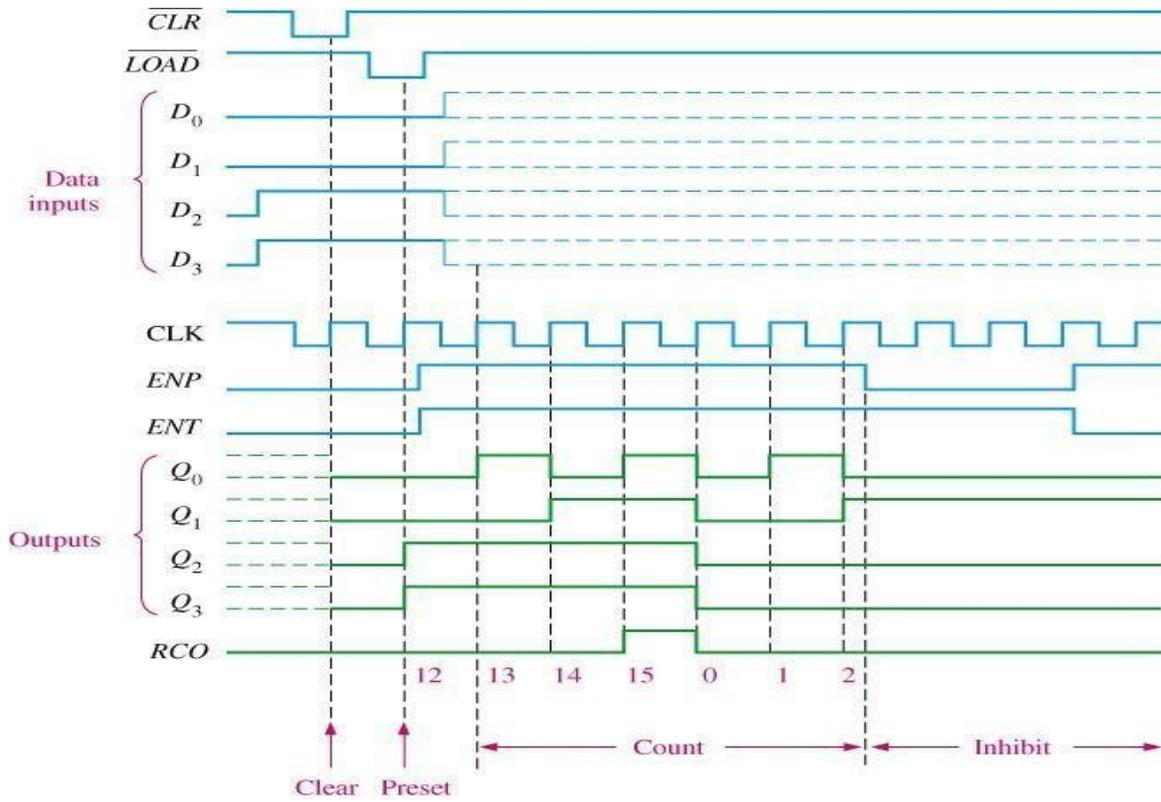 CLR
LOAD
D0
D1
Data
inputs
D2
D3
CLK
ENP
ENT
Q0
Q1
Outputs
Q2
Q3
RCO
12 13 14 15 0 1 2
Count Inhibit
Clear Preset